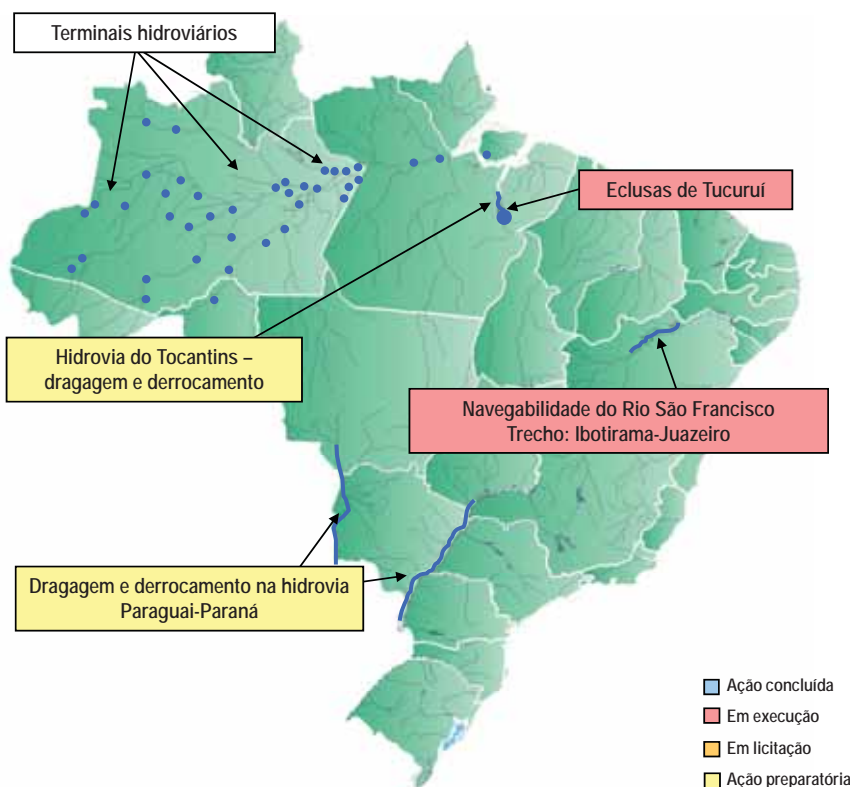 Terminais hidroviários
Eclusas de Tucuruí
Hidrovia do Tocantins –
dragagem e derrocamento
Navegabilidade do Rio São Francisco
Trecho: Ibotirama-Juazeiro
Dragagem e derrocamento na hidrovia
Paraguai-Paraná
Ação concluída
Em execução
Em licitação
Ação preparatória